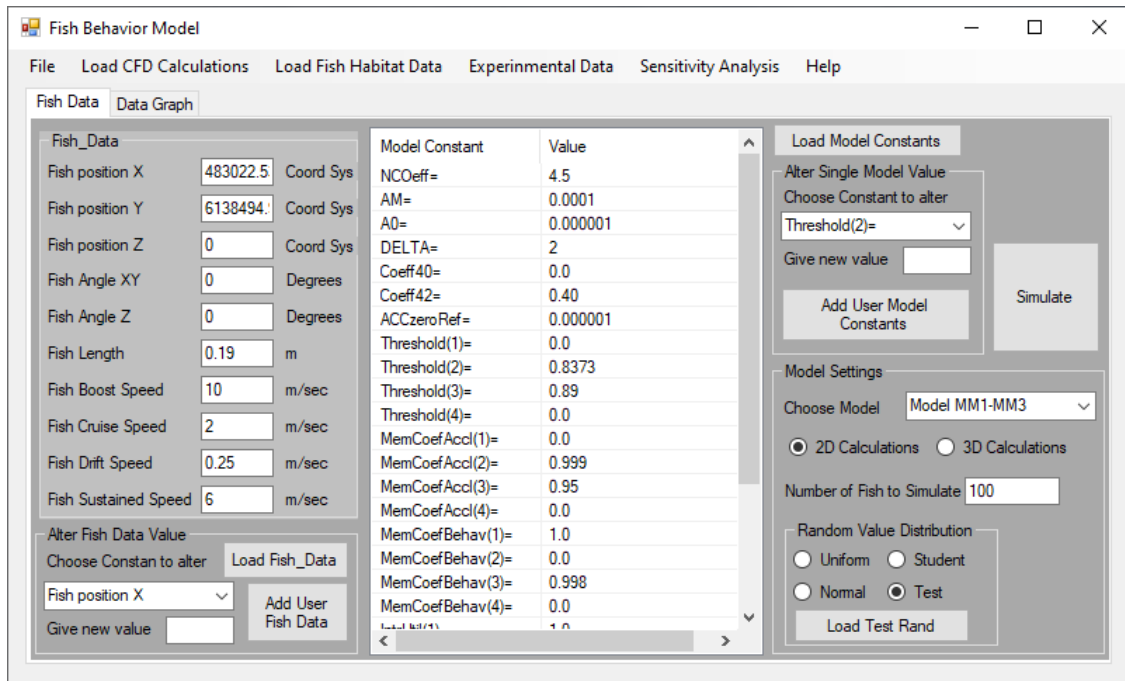 Fish Behavior Model
File Load CFD Calculations Load Fish Habitat Data Experinmental Data Sensitivity Analysis Help
Fish Data Data Graph
Fish_Data
Fish position X 483022.5 Coord Sys
Fish position Y 6138494. Coord Sys
Fish position Z 0 Coord Sys
Fish Angle XY 0 Degrees
Fish Angle Z 0 Degrees
Fish Length 0.19 m
Fish Boost Speed 10 m/sec
Fish Cruise Speed 2 m/sec
Fish Drift Speed 0.25 m/sec
Fish Sustained Speed 6 m/sec
Alter Fish Data Value
Choose Constan to alter Load Fish_Data
Fish position X
Add User
Fish Data
Give new value
Model Constant Value
NCOeff= 4.5
AM= 0.0001
A0= 0.000001
DELTA= 2
Coeff40= 0.0
Coeff42= 0.40
ACCzeroRef= 0.000001
Threshold(1)= 0.0
Threshold(2)= 0.8373
Threshold(3)= 0.89
Threshold(4)= 0.0
MemCoefAccl(1)= 0.0
MemCoefAccl(2)= 0.999
MemCoefAccl(3)= 0.95
MemCoefAccl(4)= 0.0
MemCoefBehav(1)= 1.0
MemCoefBehav(2)= 0.0
MemCoefBehav(3)= 0.998
MemCoefBehav(4)= 0.0
Load Model Constants
Alter Single Model Value
Choose Constant to alter
Threshold(2)=
Give new value
Add User Model
Constants
Simulate
Model Settings
Choose Model Model MM1-MM3
2D Calculations 3D Calculations
Number of Fish to Simulate 100
Random Value Distribution
Uniform Student
Normal Test
Load Test Rand